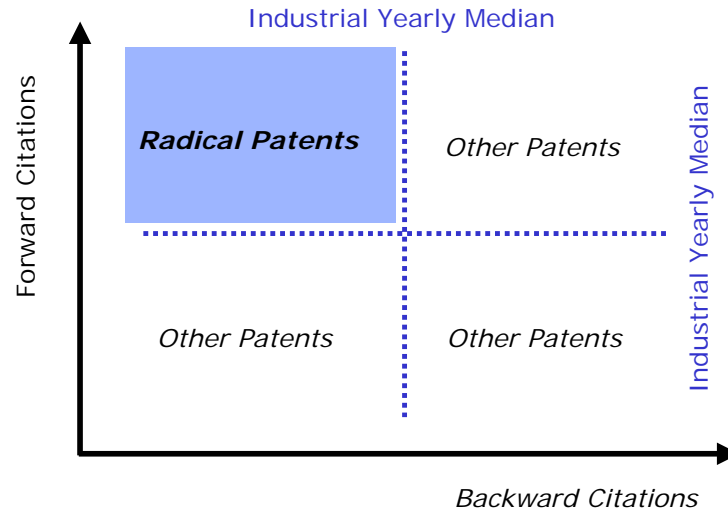 Industrial Yearly Median
Forward Citations
Radical Patents
Other Patents
Industrial Yearly Median
Other Patents
Other Patents
Backward Citations